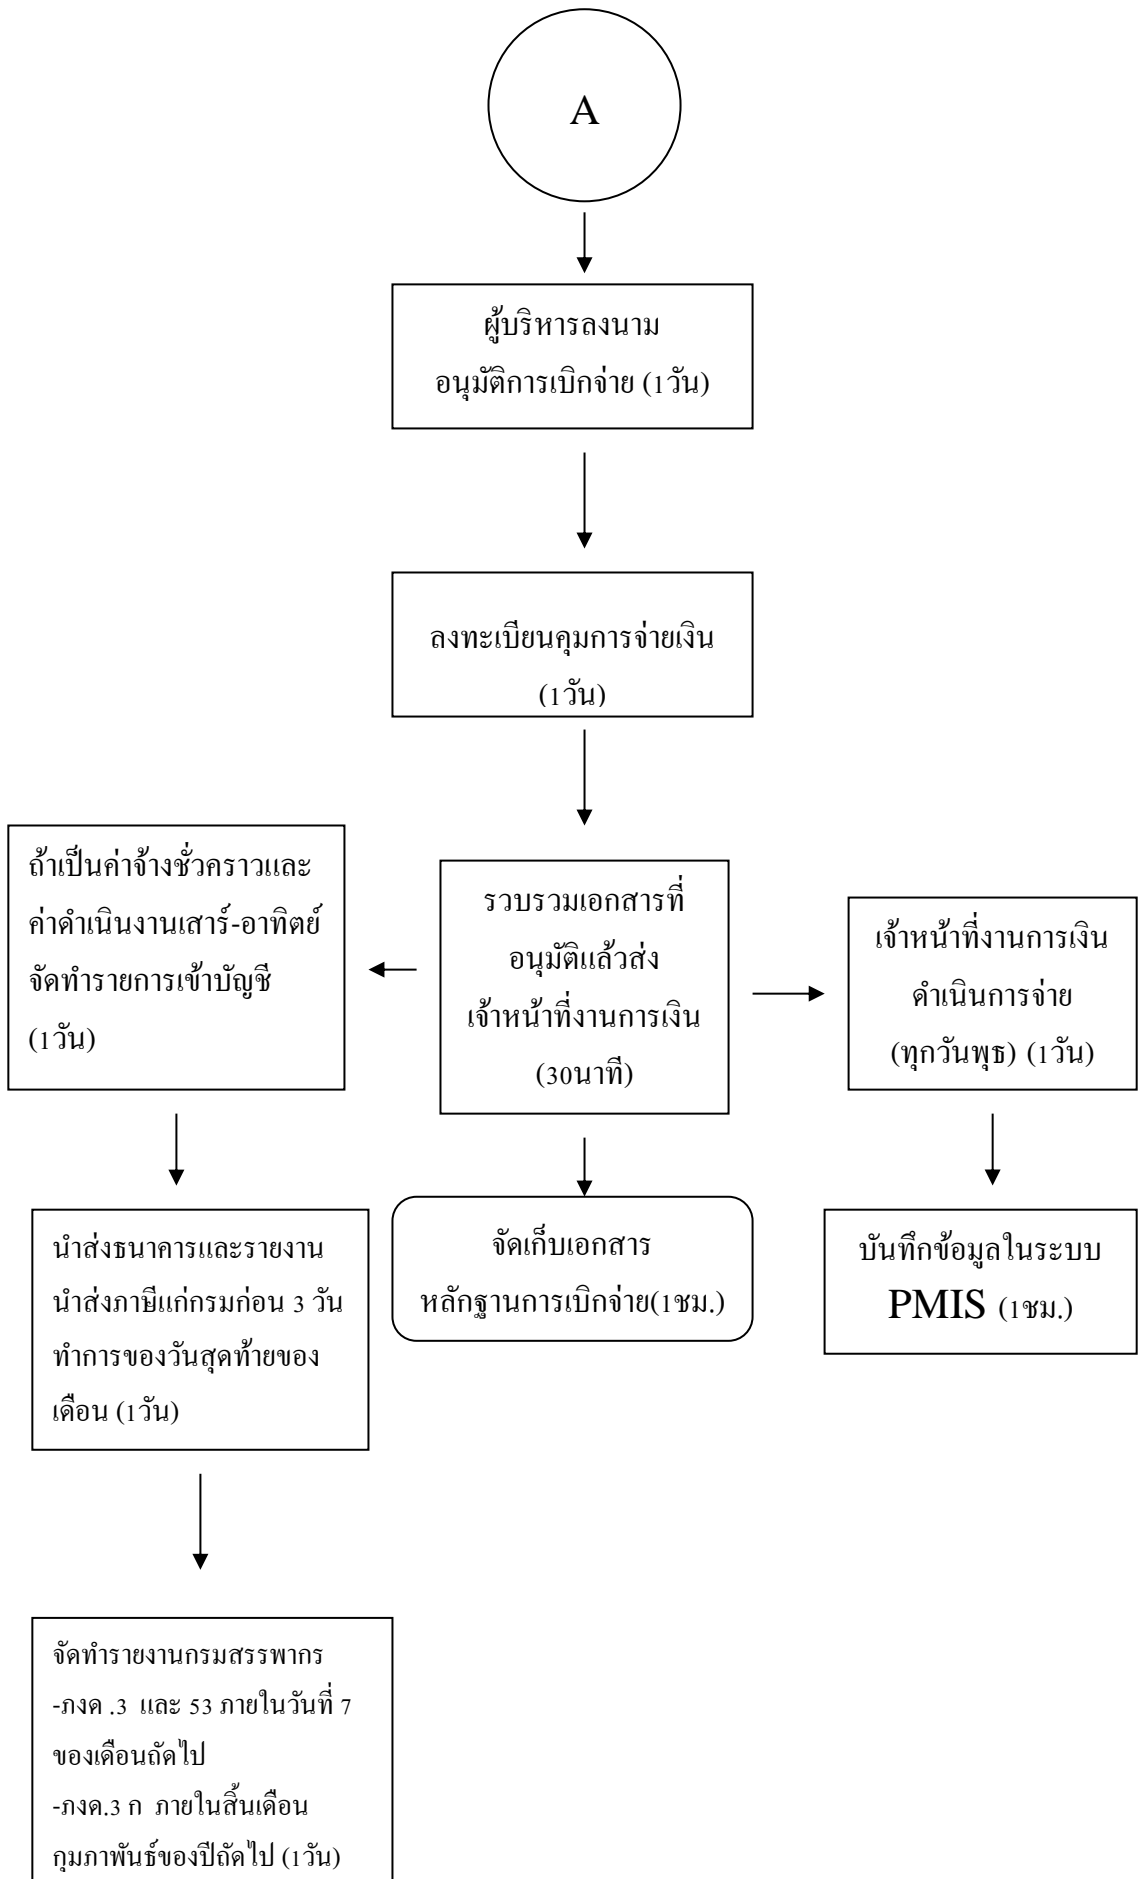 A
ผู้บริหารลงนาม
อนุมัติการเบิกจ่าย (1วัน)
ลงทะเบียนคุมการจ่ายเงิน
(1วัน)
ถ้าเป็นค่าจ้างชั่วคราวและ
ค่าดำเนินงานเสาร์-อาทิตย์
จัดทำรายการเข้าบัญชี
(1วัน)
รวบรวมเอกสารที่
อนุมัติแล้วส่ง
เจ้าหน้าที่งานการเงิน
(30นาที)
เจ้าหน้าที่งานการเงิน
ดำเนินการจ่าย
(ทุกวันพุธ) (1วัน)
นำส่งธนาคารและรายงาน
นำส่งภาษีแก่กรมก่อน 3 วัน
ทำการของวันสุดท้ายของ
เดือน (1วัน)
จัดเก็บเอกสาร
หลักฐานการเบิกจ่าย(1ชม.)
บันทึกข้อมูลในระบบ
PMIS (1ชม.)
จัดทำรายงานกรมสรรพากร
-ภงด .3 และ 53 ภายในวันที่ 7
ของเดือนถัดไป
-ภงด.3 ก ภายในสิ้นเดือน
กุมภาพันธ์ของปีถัดไป (1วัน)